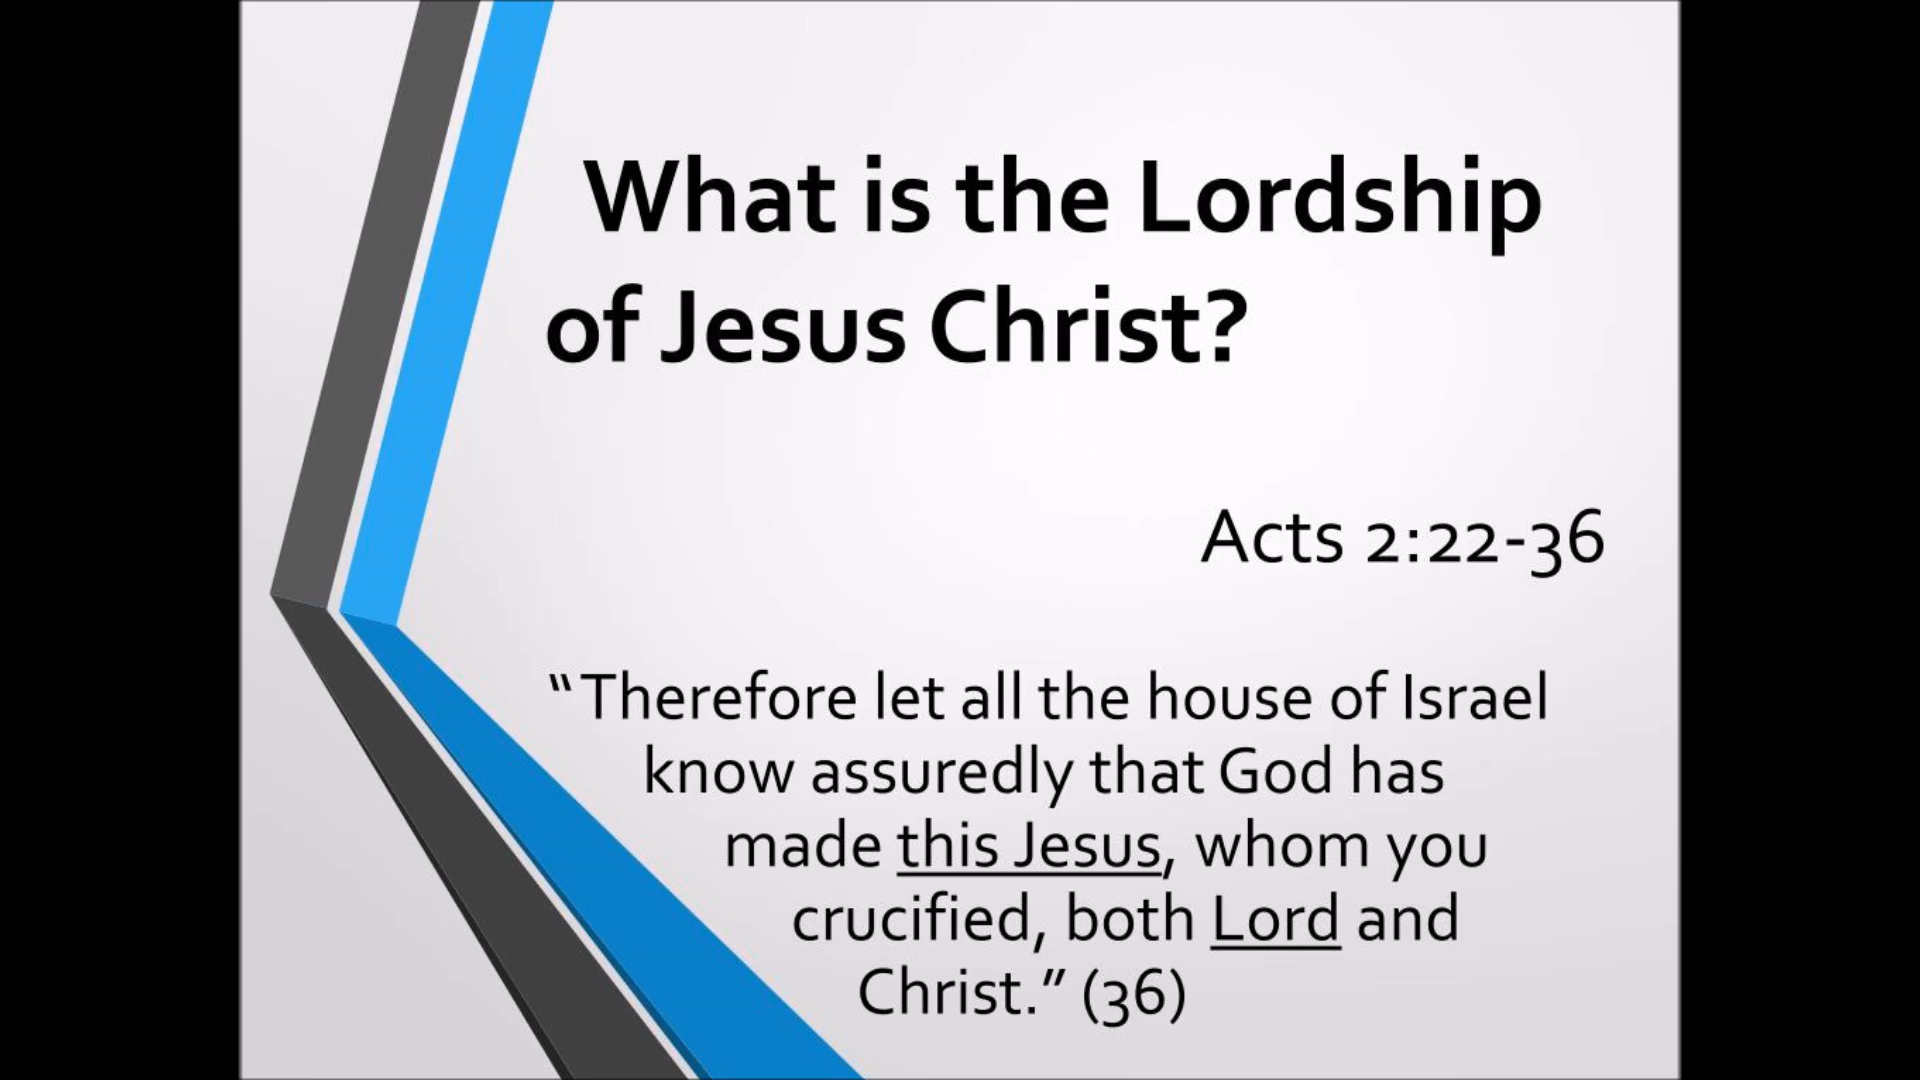 What is the Lordship
of Jesus Christ?
Acts 2:22-36
“Therefore let all the house of Israel
know assuredly that God has
made this Jesus, whom you
crucified, both Lord and
Christ.” (36)